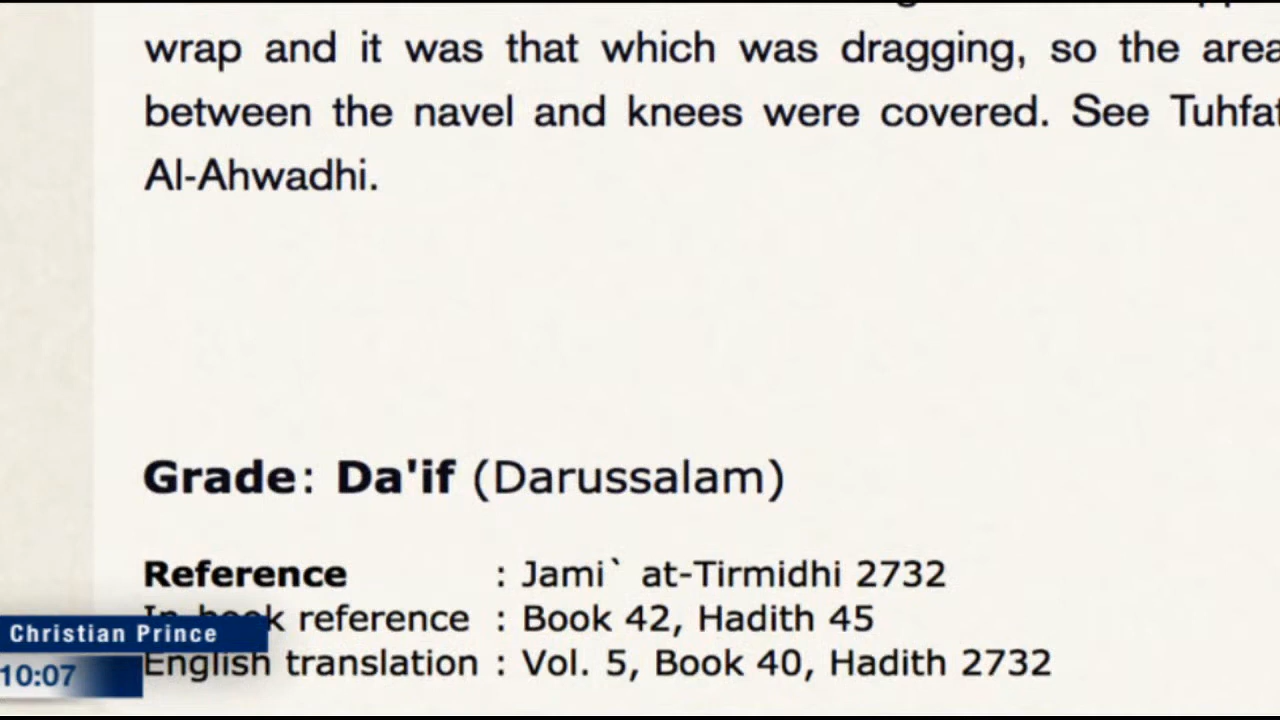 wrap and it was that which was dragging, so the area
between the navel and knees were covered. See Tuhfat
Al-Ahwadhi.
Grade: Da'if (Darussalam)
Reference : Jami` at-Tirmidhi 2732
In-book reference : Book 42, Hadith 45
Christian Prince
English translation : Vol. 5, Book 40, Hadith 2732
10:07